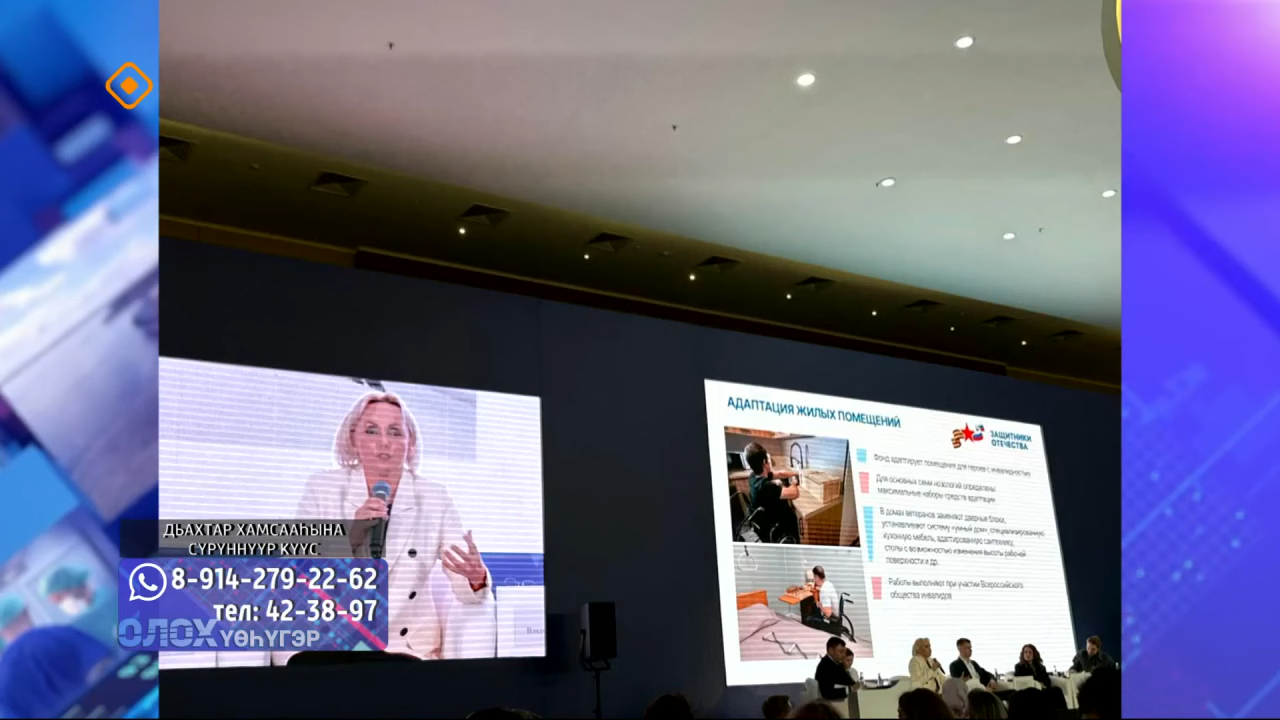 АДАПТАЦИЯ ЖИЛЫХ ПОМЕЩЕНИЙ
ЗАЩИТНИКИ
ОТЕЧЕСТВА
Фонд адаптирует помещения для героев с инвалидностью
Для основных семи нозологий определены
максимальные наборы средств адаптации
В домах ветеранов заменяют дверные блоки,
устанавливают систему «умный дом», специализированную
кухонную мебель, адаптированную сантехнику,
столы с возможностью изменения высоты рабочей
поверхности и др.
Работы выполняют при участии Всероссийского
общества инвалидов
ДЬАХТАР ХАМСААҺЫНА
СҮРҮННҮҮР КҮҮС
8-914-279-22-62
тел: 42-38-97
ОЛОХ ҮӨҺҮГЭР